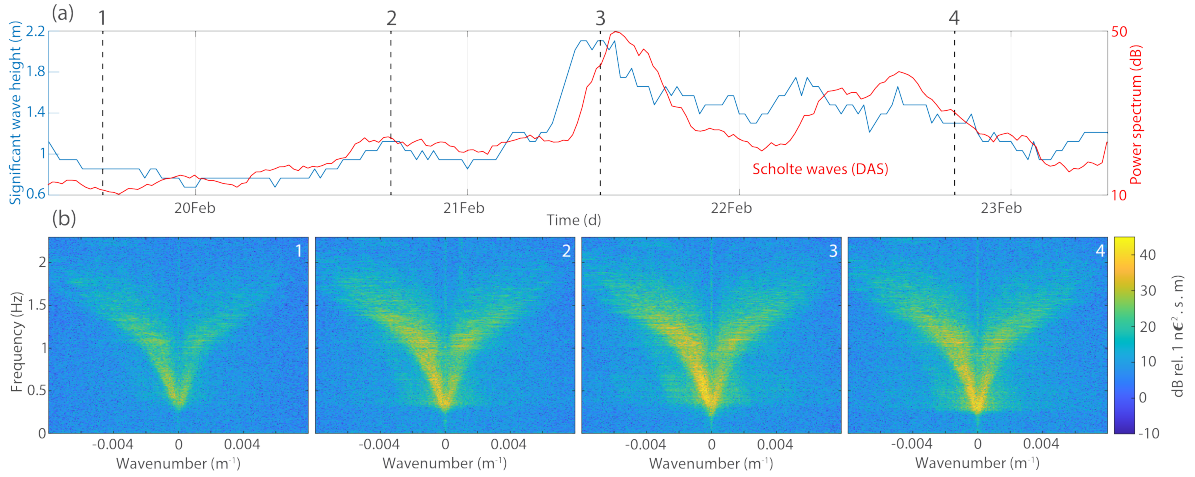 (a)
1 2 3 4
Significant wave height (m)
2.2
1.8
1.4
1
0.6
50
10
Power spectrum (dB)
Scholte waves (DAS)
20Feb 21Feb 22Feb 23Feb
Time (d)
(b)
1 2 3 4
Frequency (Hz)
2
1.5
1
0.5
0
-0.004 0 0.004 -0.004 0 0.004 -0.004 0 0.004 -0.004 0 0.004
Wavenumber (m⁻¹) Wavenumber (m⁻¹) Wavenumber (m⁻¹) Wavenumber (m⁻¹)
40
30
20
10
0
-10
dB rel. 1 n€². s. m)